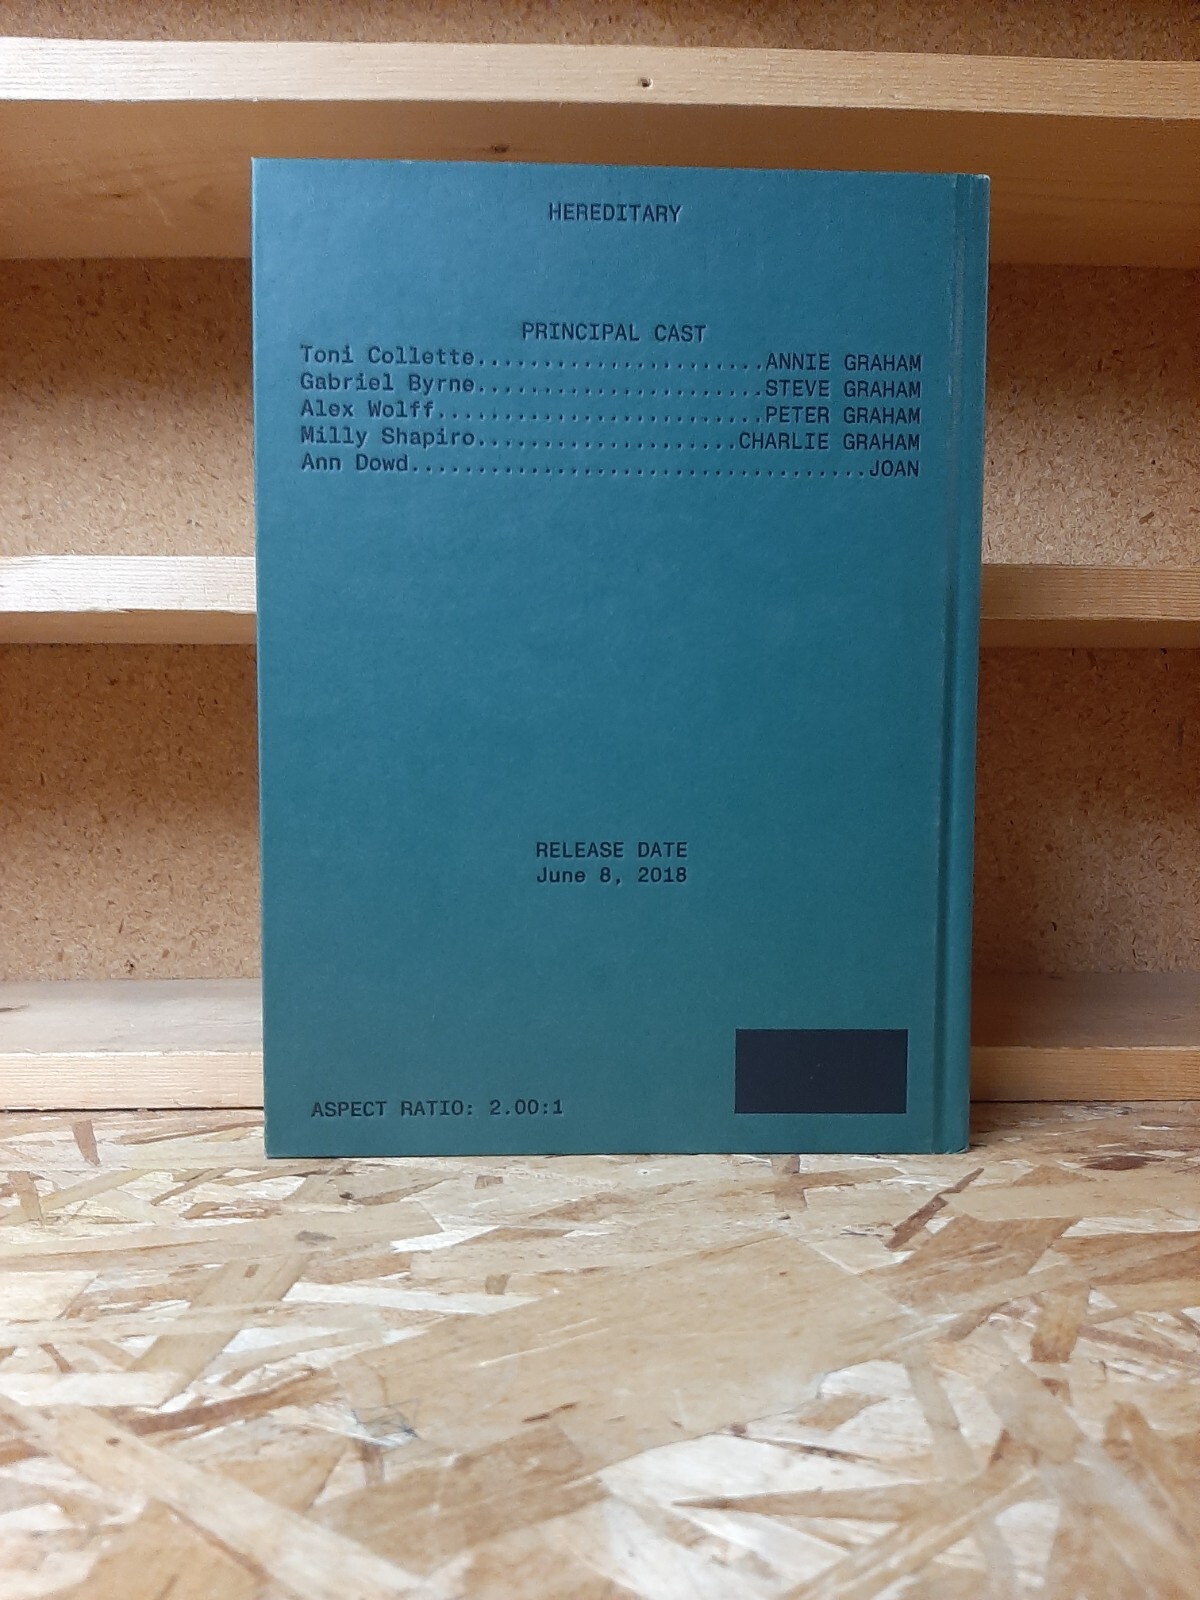 HEREDITARY
PRINCIPAL CAST
Toni Collette......................ANNIE GRAHAM
Gabriel Byrne......................STEVE GRAHAM
Alex Wolff.........................PETER GRAHAM
Milly Shapiro....................CHARLIE GRAHAM
Ann Dowd...................................JOAN
RELEASE DATE
June 8, 2018
ASPECT RATIO: 2.00:1